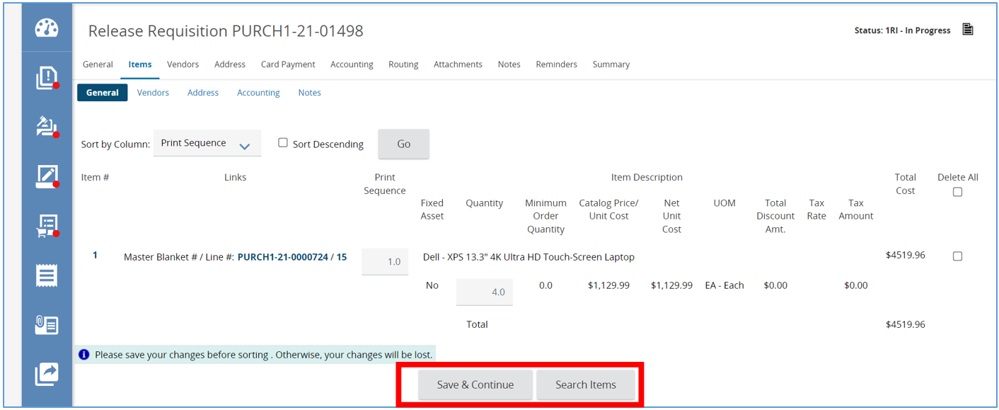 Release Requisition PURCH1-21-01498
Status: 1RI - In Progress
General Items Vendors Address Card Payment Accounting Routing Attachments Notes Reminders Summary
General Vendors Address Accounting Notes
Sort by Column: Print Sequence Sort Descending Go
Item # Links Print Item Description Total Delete All
Sequence Cost
Fixed Quantity Minimum Catalog Price/ Net UOM Total Tax Tax
Asset Order Unit Cost Unit Discount Rate Amount
Quantity Cost Amt.
1 Master Blanket # / Line #: PURCH1-21-0000724 / 15 1.0 Dell - XPS 13.3" 4K Ultra HD Touch-Screen Laptop $4519.96
No 4.0 0.0 $1,129.99 $1,129.99 EA - Each $0.00 $0.00
Total $4519.96
Please save your changes before sorting . Otherwise, your changes will be lost.
Save & Continue Search Items